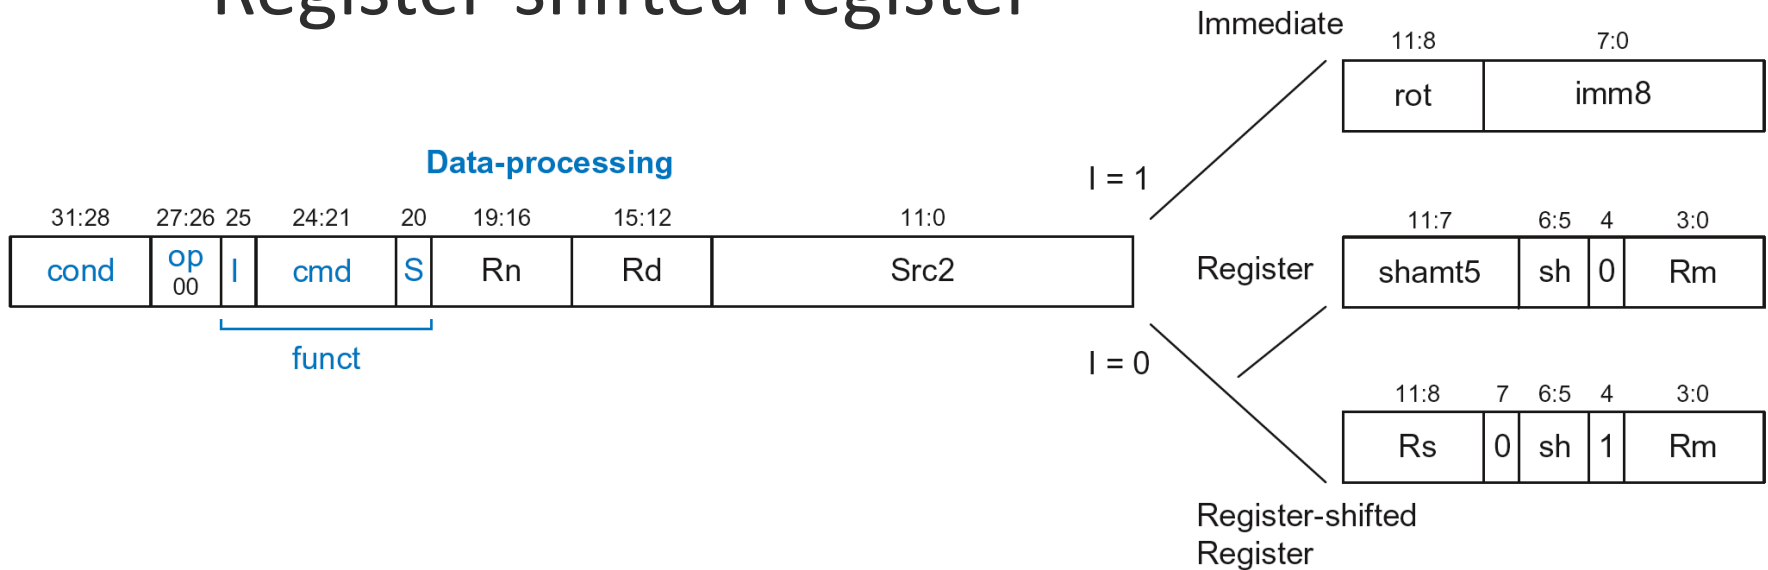 Register-shifted register
Immediate
11:8 7:0
rot imm8
Data-processing
I = 1
31:28 27:26 25 24:21 20 19:16 15:12 11:0
cond op 00 I cmd S Rn Rd Src2
funct
Register
11:7 6:5 4 3:0
shamt5 sh 0 Rm
I = 0
11:8 7 6:5 4 3:0
Rs 0 sh 1 Rm
Register-shifted
Register